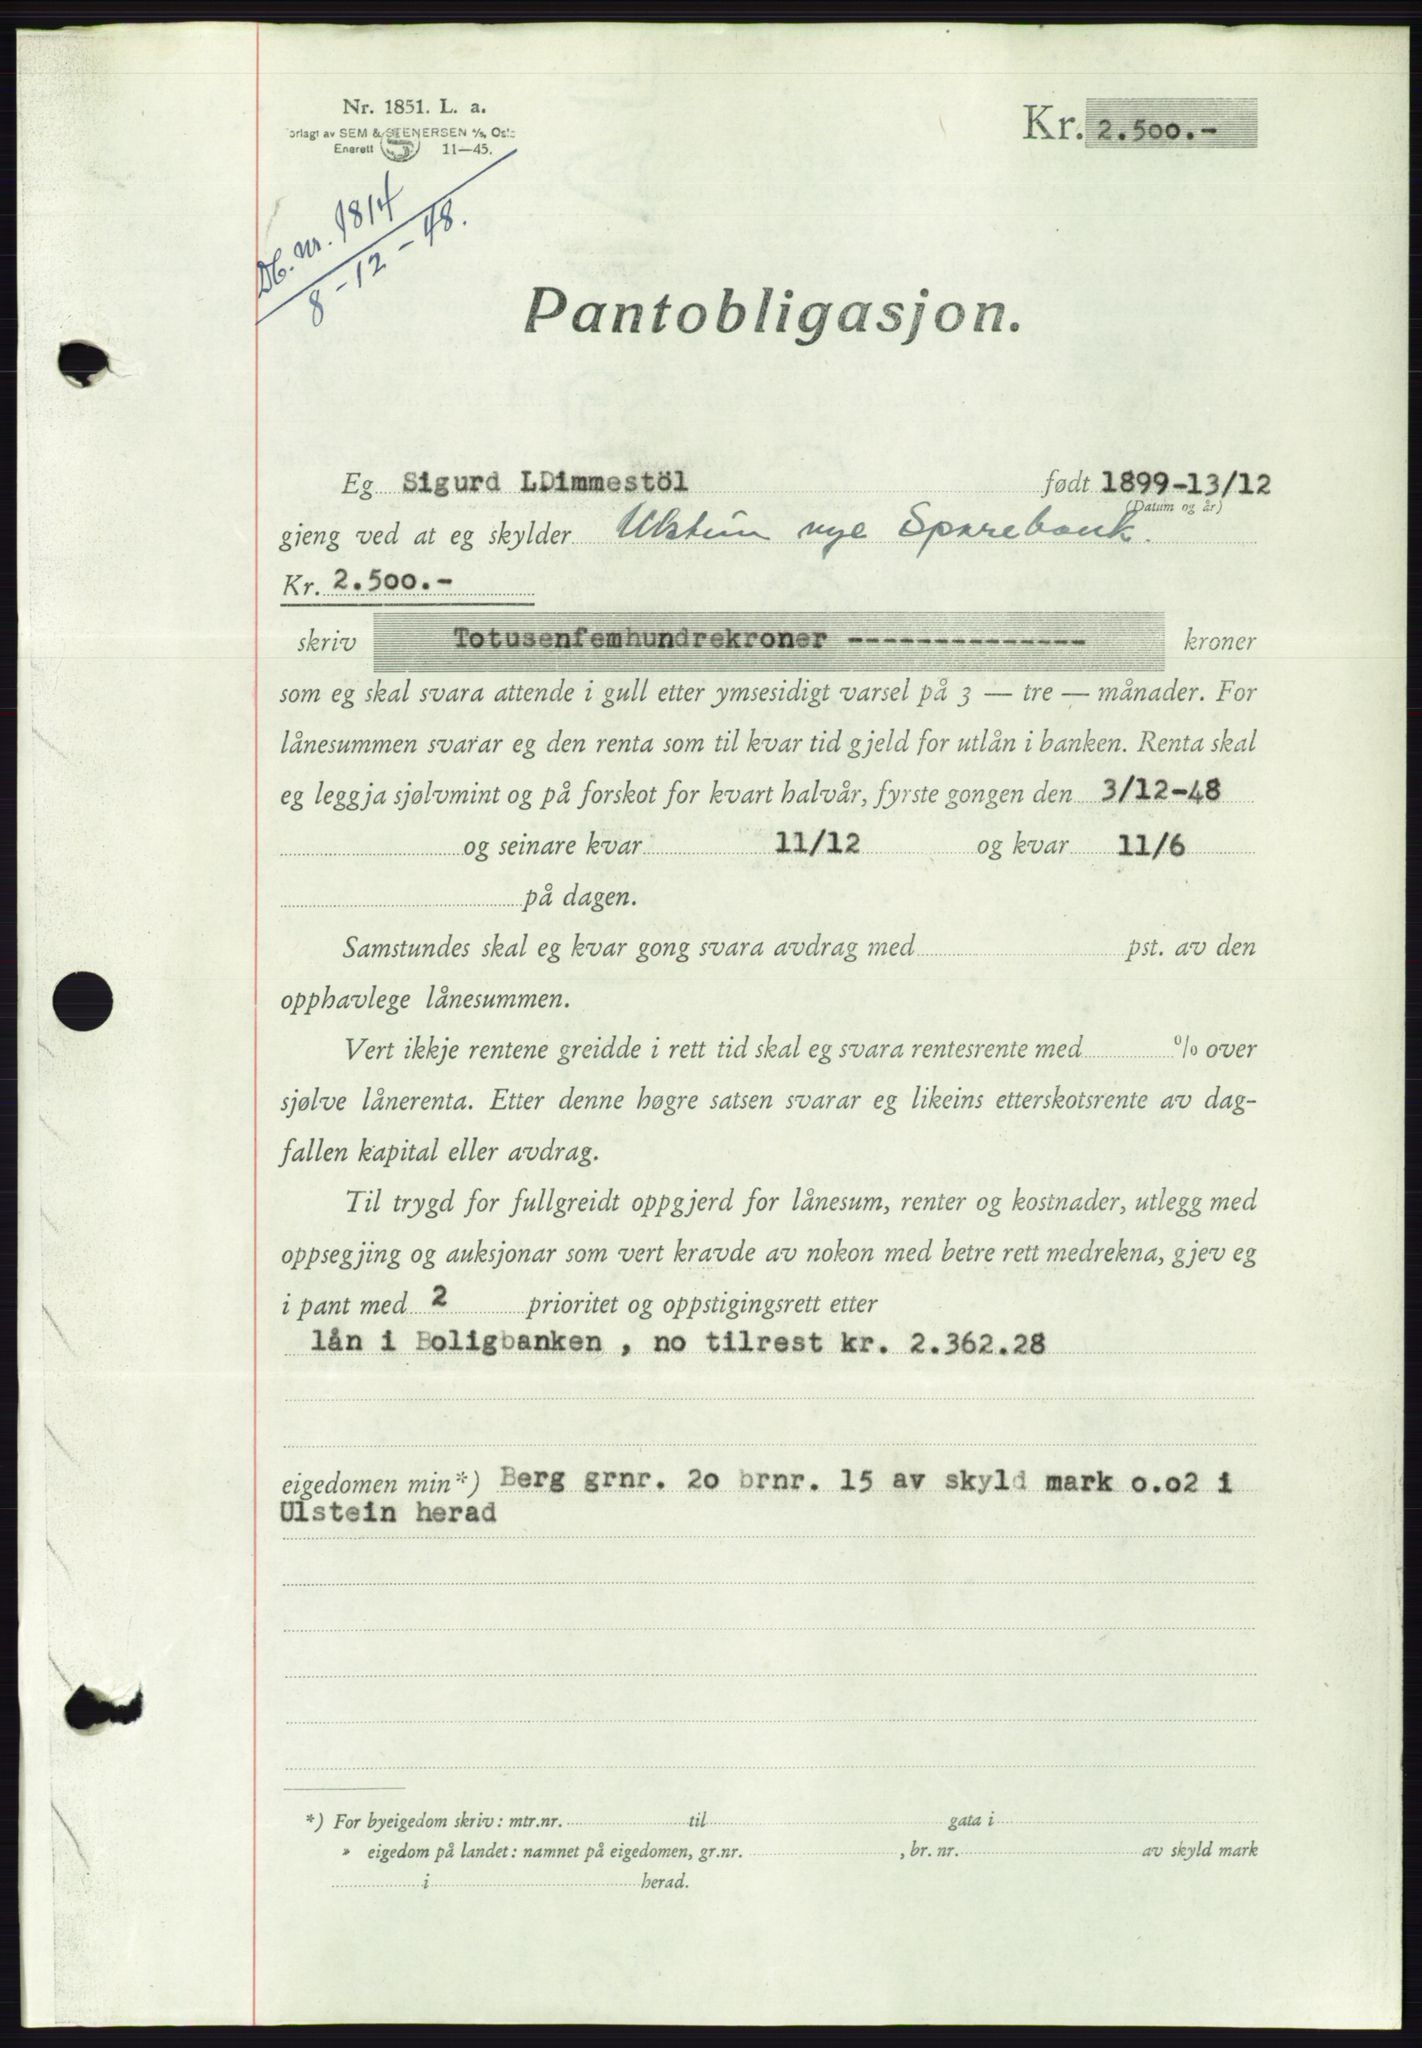 Nr. 1851. L. a.
orlagt av SEM & STENERSEN A/S, Oslo
Enerett 11—45.
Kr. 2.500.-
Db. nr. 1814
8-12-48.
Pantobligasjon.
Eg Sigurd LDimmestöl født 1899-13/12
(Datum og år)
gjeng ved at eg skylder Ulstein nye Sparebank.
Kr. 2.500.-
skriv Totusenfemhundrekroner -------------- kroner
som eg skal svara attende i gull etter ymsesidigt varsel på 3 — tre — månader. For
lånesummen svarar eg den renta som til kvar tid gjeld for utlån i banken. Renta skal
eg leggja sjølvmint og på forskot for kvart halvår, fyrste gongen den 3/12-48
og seinare kvar 11/12 og kvar 11/6
på dagen.
Samstundes skal eg kvar gong svara avdrag med pst. av den
opphavlege lånesummen.
Vert ikkje rentene greidde i rett tid skal eg svara rentesrente med % over
sjølve lånerenta. Etter denne høgre satsen svarar eg likeins etterskotsrente av dag-
fallen kapital eller avdrag.
Til trygd for fullgreidt oppgjerd for lånesum, renter og kostnader, utlegg med
oppsegjing og auksjonar som vert kravde av nokon med betre rett medrekna, gjev eg
i pant med 2 prioritet og oppstigingsrett etter
lån i Boligbanken , no tilrest kr. 2.362.28
eigedomen min*) Berg grnr. 20 brnr. 15 av skyld mark 0.02 i
Ulstein herad
*) For byeigedom skriv: mtr.nr. til gata i
» eigedom på landet: namnet på eigedomen, gr.nr. , br. nr. av skyld mark
i herad.